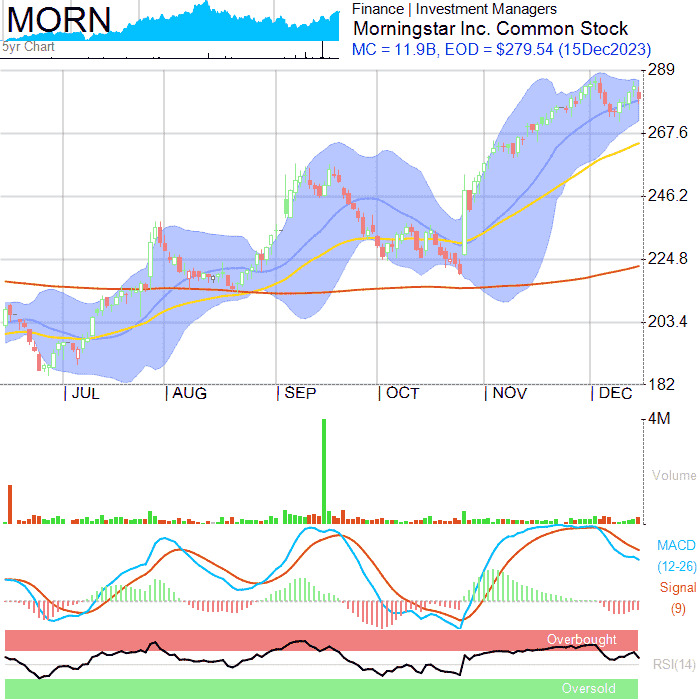 MORN
5yr Chart
Finance | Investment Managers
Morningstar Inc. Common Stock
MC = 11.9B, EOD = $279.54 (15Dec2023)
289
267.6
246.2
224.8
203.4
182
JUL AUG SEP OCT NOV DEC
4M
Volume
MACD
(12-26)
Signal
(9)
Overbought
RSI(14)
Oversold